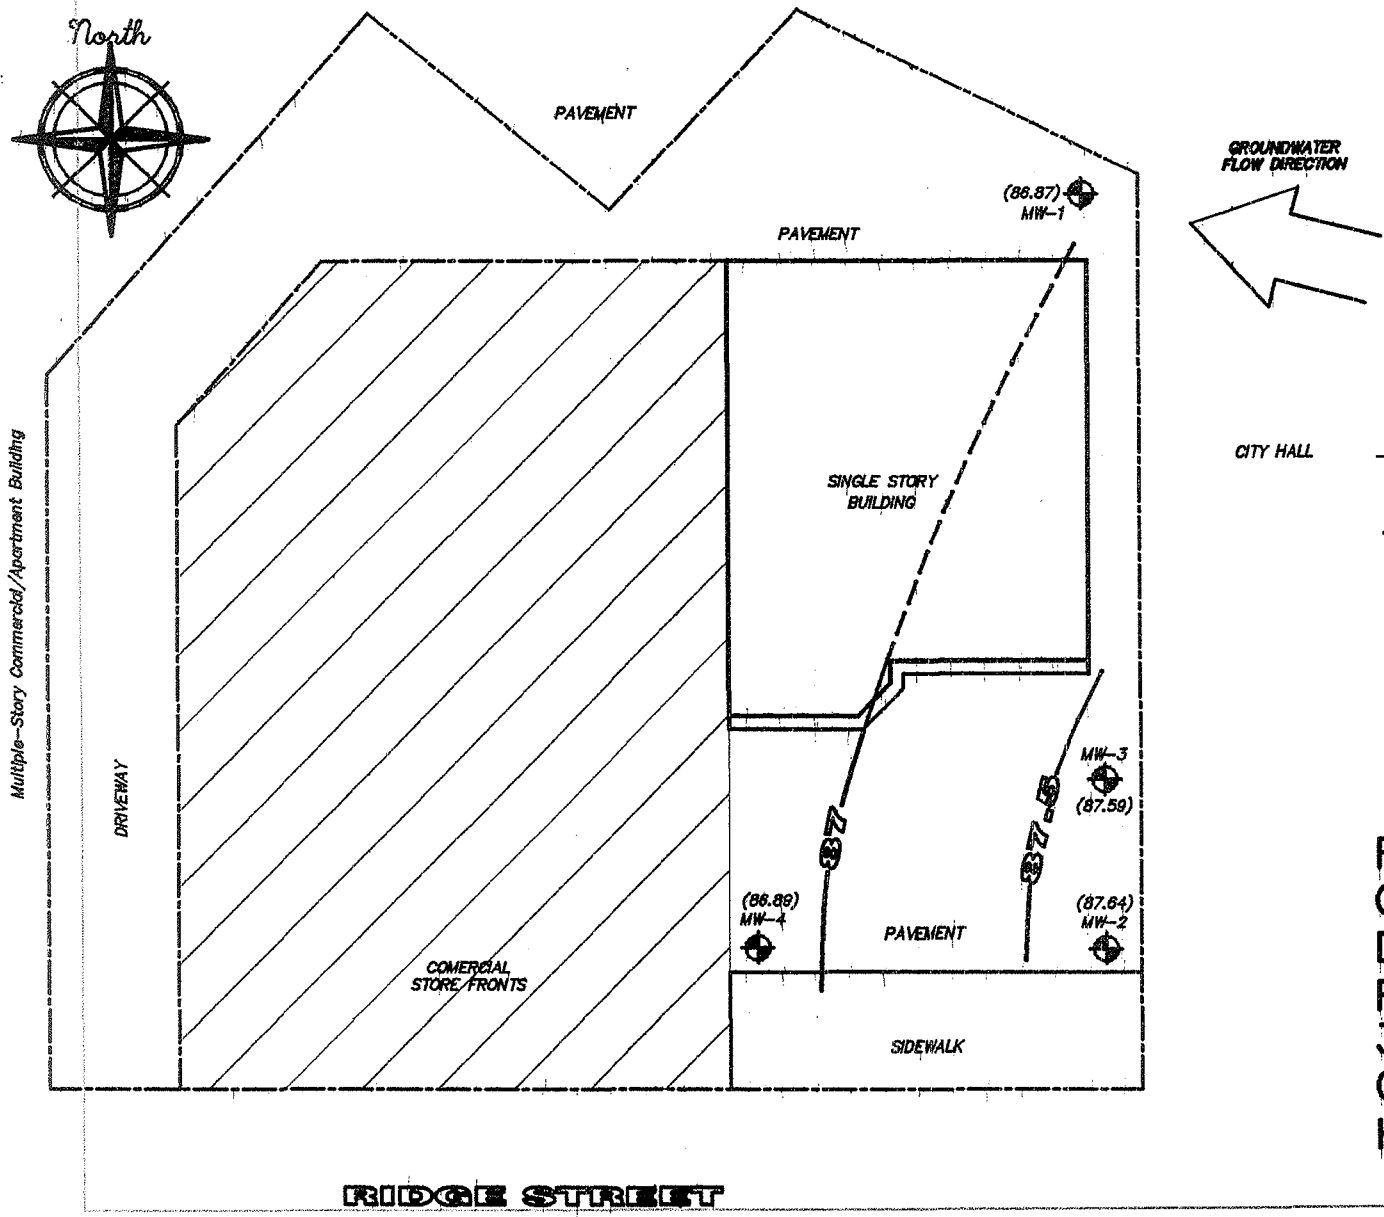 North
PAVEMENT
GROUNDWATER
FLOW DIRECTION
(86.87)
MW-1
PAVEMENT
CITY HALL
SINGLE STORY
BUILDING
Multiple-Story Commercial/Apartment Building
DRIVEWAY
MW-3
(87.59)
87
87.5
(86.89)
MW-4
(87.64)
MW-2
PAVEMENT
COMERCIAL
STORE FRONTS
SIDEWALK
RIDGE STREET